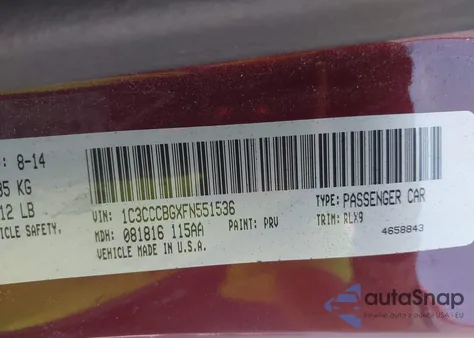 : 8-14
85 KG
12 LB
ICLE SAFETY.
VIN: 1C3CCCBGXFN551536
TYPE: PASSENGER CAR
MDH: 081816 115AA
PAINT: PRV
TRIM: RLX9
VEHICLE MADE IN U.S.A.
4658843
autoSnap